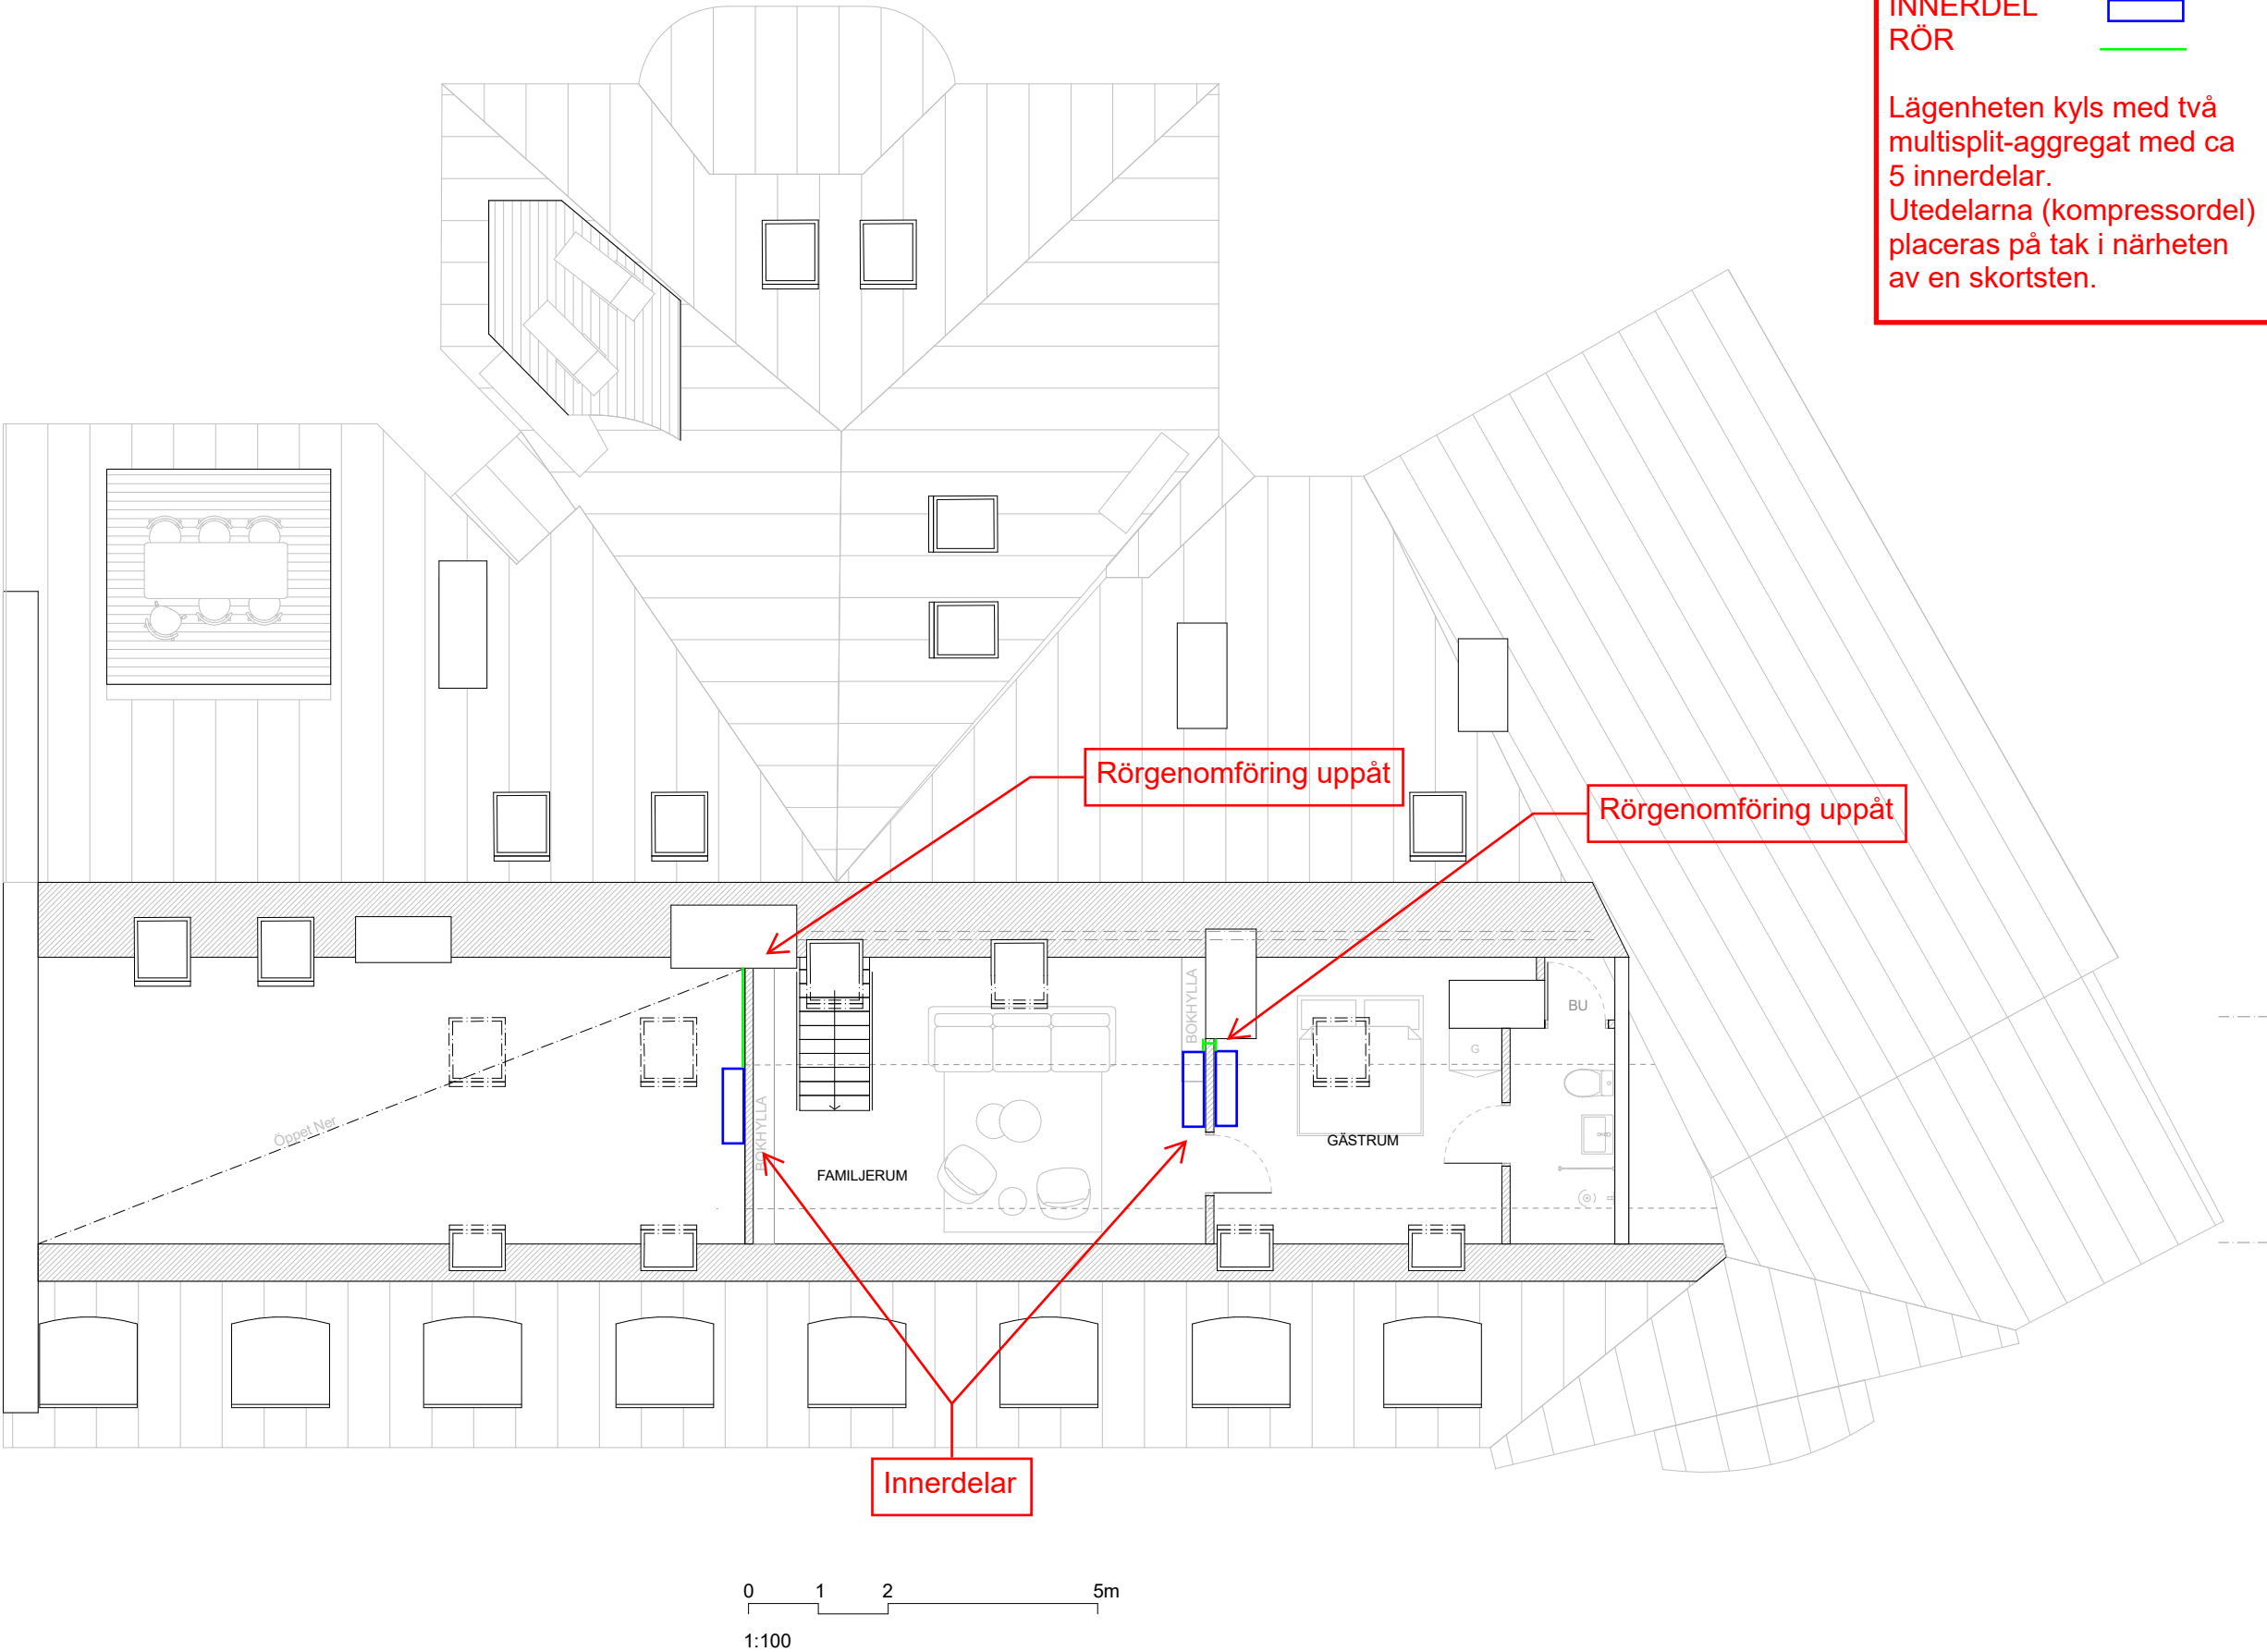 INNERDEL
RÖR
Lägenheten kyls med två
multisplit-aggregat med ca
5 innerdelar.
Utedelarna (kompressordel)
placeras på tak i närheten
av en skortsten.
Rörgenomföring uppåt
Rörgenomföring uppåt
BOKHYLLA
BU
G
Öppet Ner
BOKHYLLA
GÄSTRUM
FAMILJERUM
Innerdelar
0 1 2 5m
1:100